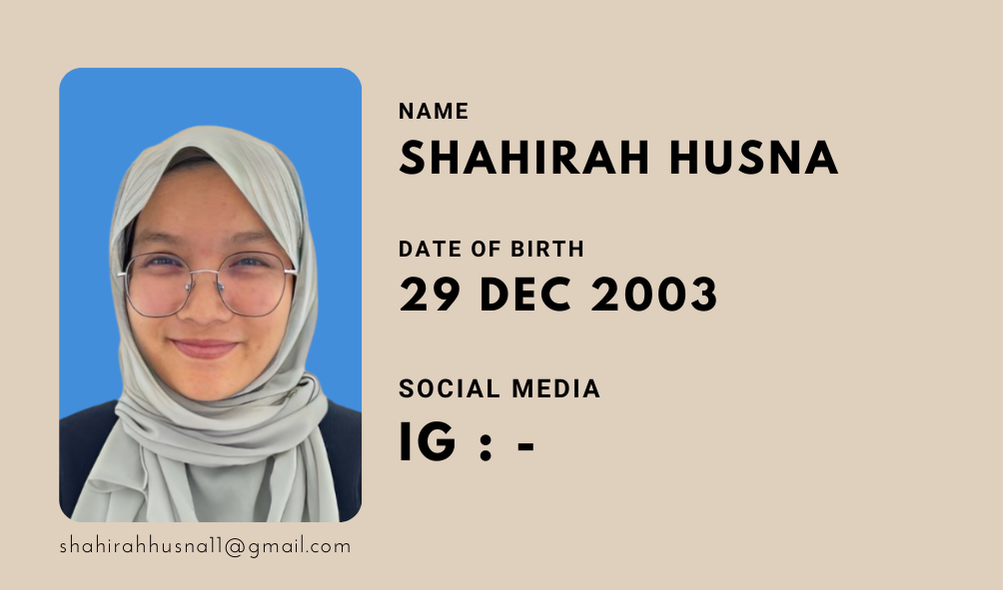 NAME
SHAHIRAH HUSNA
DATE OF BIRTH
29 DEC 2003
SOCIAL MEDIA
IG : -
shahirahhusna11@gmail.com